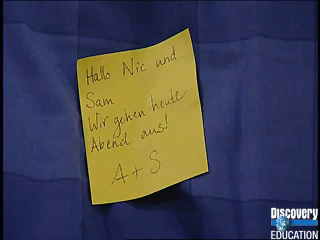 Hallo Nic und
Sam
Wir gehen heute
Abend aus!
A + S
Discovery
EDUCATION